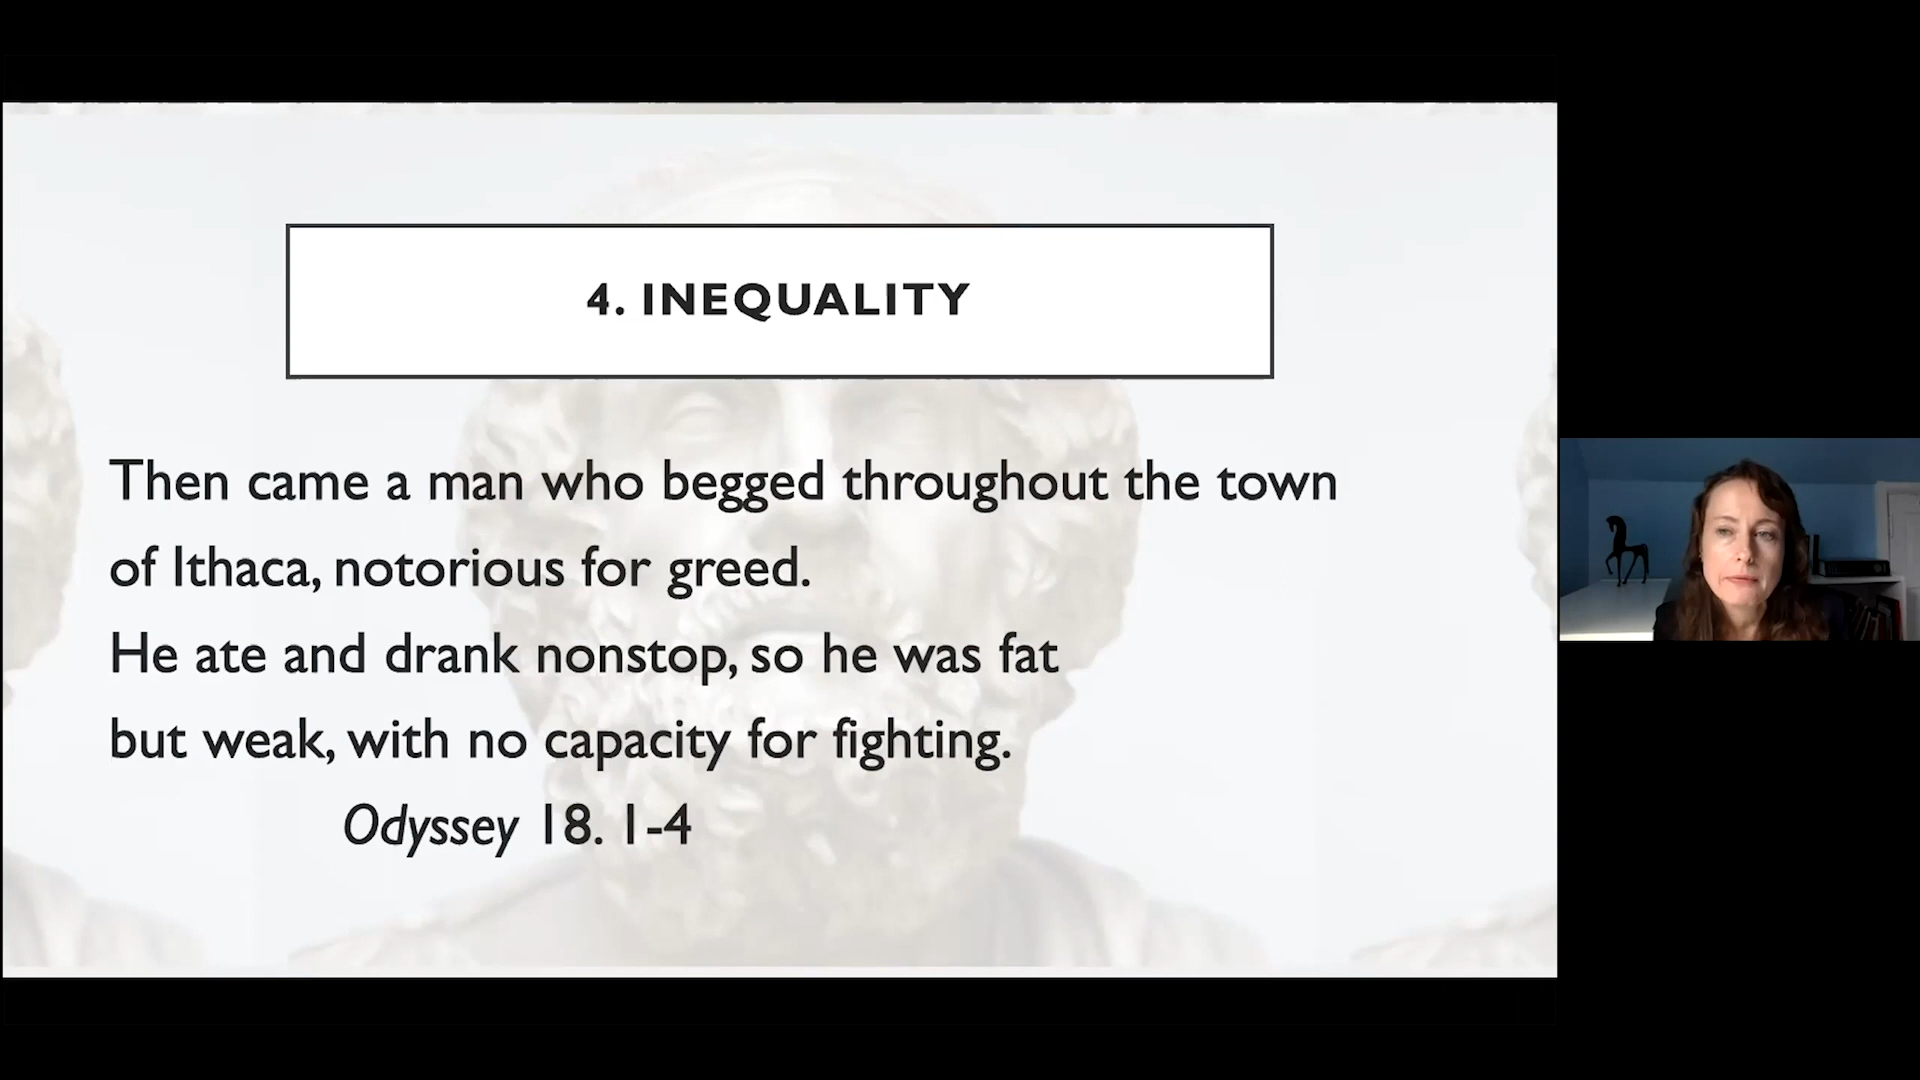 4. INEQUALITY
Then came a man who begged throughout the town
of Ithaca, notorious for greed.
He ate and drank nonstop, so he was fat
but weak, with no capacity for fighting.
Odyssey 18. 1-4